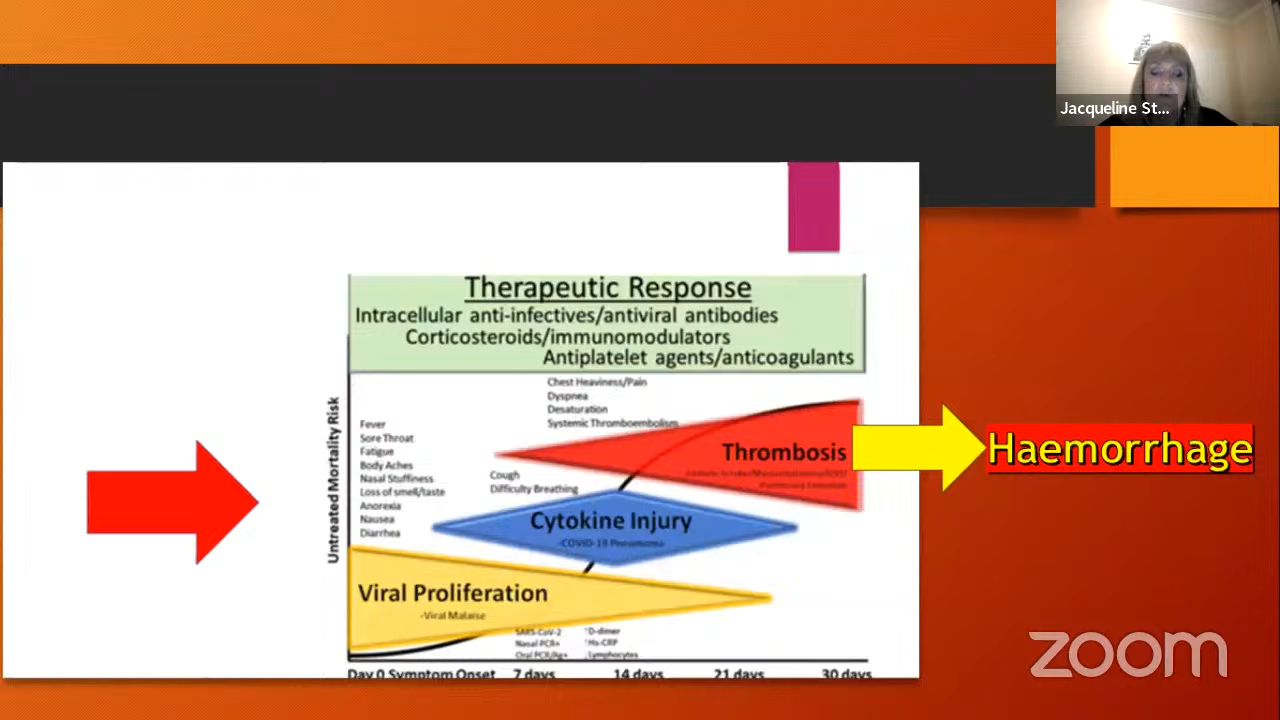 Jacqueline St...
Therapeutic Response
Intracellular anti-infectives/antiviral antibodies
Corticosteroids/immunomodulators
Antiplatelet agents/anticoagulants
Chest Heaviness/Pain
Dyspnea
Desaturation
Systemic Thromboembolism
Untreated Mortality Risk
Fever
Sore Throat
Fatigue
Body Aches
Nasal Stuffiness
Loss of smell/taste
Anorexia
Nausea
Diarrhea
Cough
Difficulty Breathing
Thrombosis
Pulmonary Embolism
Haemorrhage
Cytokine Injury
-COVID-19 Pneumonia
Viral Proliferation
-Viral Malaise
SARS-CoV-2
Nasal PCR+
Oral PCR/Ag+
↑D-dimer
↑Hs-CRP
↓Lymphocytes
Day 0 Symptom Onset 7 days 14 days 21 days 30 days
zoom